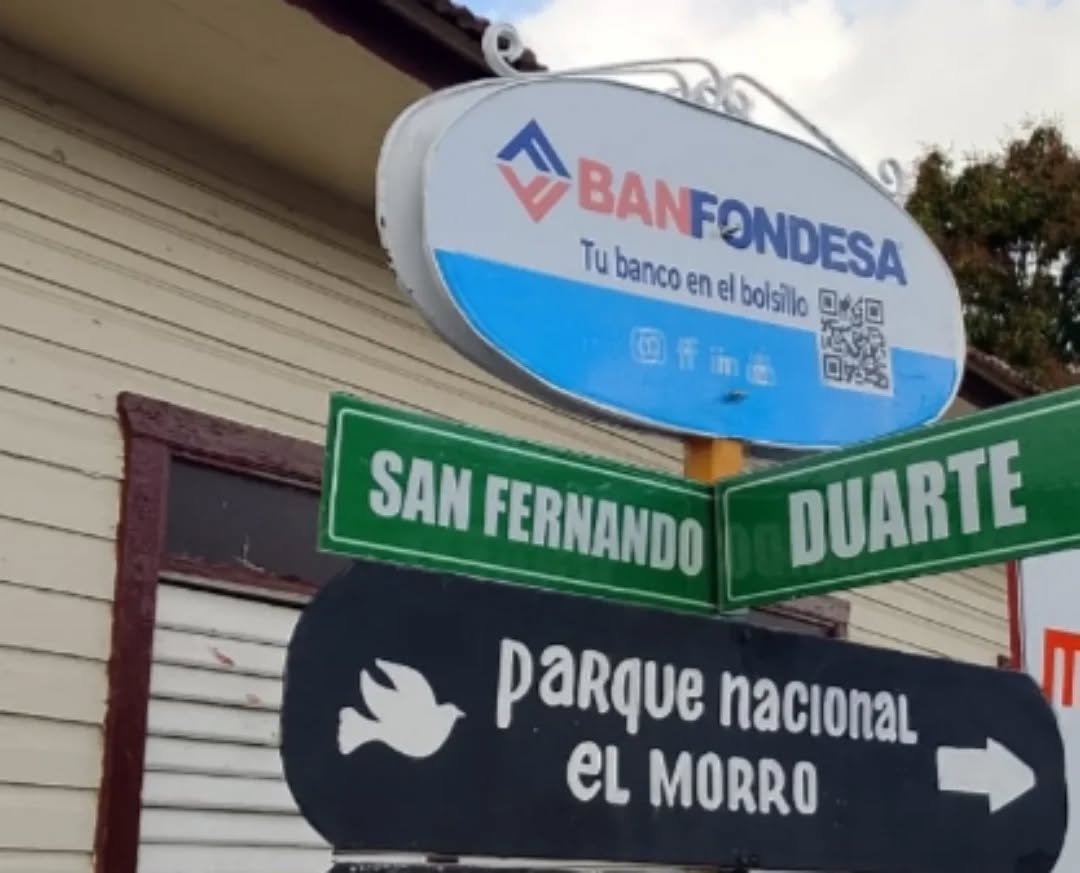 BANFONDESA
Tu banco en el bolsillo
SAN FERNANDO
DUARTE
parque nacional
el MORRO